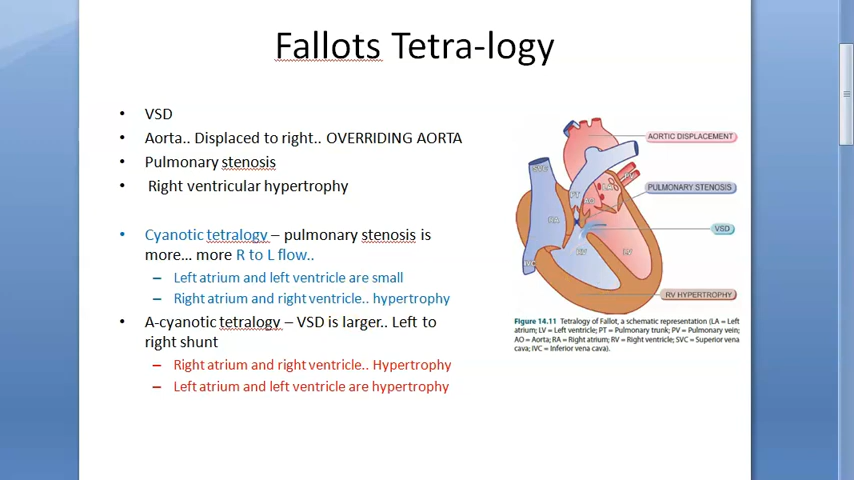 Fallots Tetra-logy
• VSD
• Aorta.. Displaced to right.. OVERRIDING AORTA
• Pulmonary stenosis
• Right ventricular hypertrophy
• Cyanotic tetralogy – pulmonary stenosis is
more... more R to L flow..
– Left atrium and left ventricle are small
– Right atrium and right ventricle.. hypertrophy
• A-cyanotic tetralogy – VSD is larger.. Left to
right shunt
– Right atrium and right ventricle.. Hypertrophy
– Left atrium and left ventricle are hypertrophy
AORTIC DISPLACEMENT
SVC
PULMONARY STENOSIS
LA
PT
AO
RA
VSD
RV
LV
IVC
RV HYPERTROPHY
Figure 14.11 Tetralogy of Fallot, a schematic representation (LA = Left
atrium; LV = Left ventricle; PT = Pulmonary trunk; PV = Pulmonary vein;
AO = Aorta; RA = Right atrium; RV = Right ventricle; SVC = Superior vena
cava; IVC = Inferior vena cava).